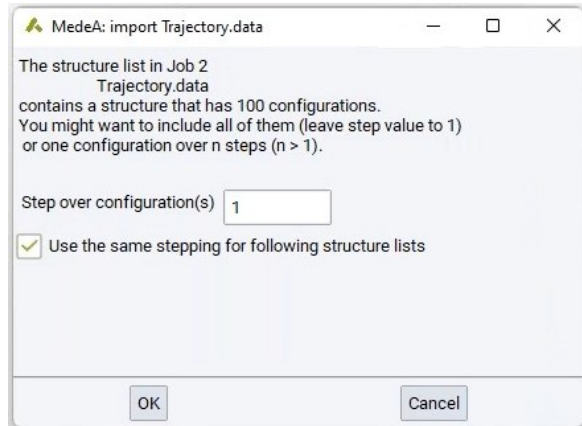 MedeA: import Trajectory.data
The structure list in Job 2
Trajectory.data
contains a structure that has 100 configurations.
You might want to include all of them (leave step value to 1)
or one configuration over n steps (n > 1).
Step over configuration(s) 1
Use the same stepping for following structure lists
OK Cancel